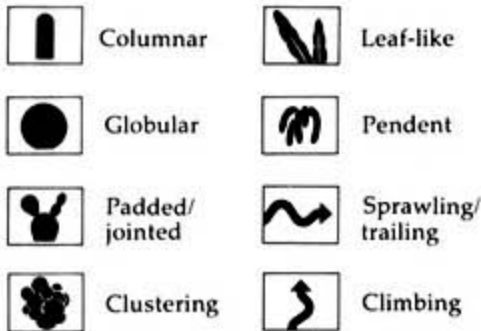 Columnar
Leaf-like
Globular
Pendent
Padded/
jointed
Sprawling/
trailing
Clustering
Climbing